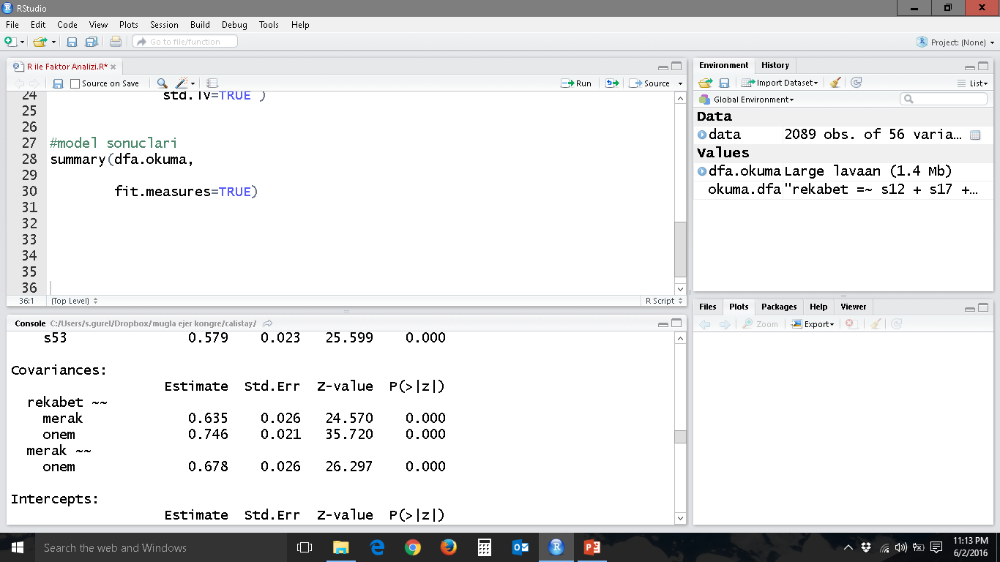 RStudio
File Edit Code View Plots Session Build Debug Tools Help
Go to file/function
Project: (None)
R ile Faktor Analizi.R*
Source on Save
Run
Source
24 std.lv=TRUE )
25
26
27 #model sonuclari
28 summary(dfa.okuma,
29
30 fit.measures=TRUE)
31
32
33
34
35
36
36:1 (Top Level) R Script
Console C:/Users/s.gurel/Dropbox/mugla ejer kongre/calistay/
s53 0.579 0.023 25.599 0.000
Covariances:
Estimate Std.Err Z-value P(>|z|)
rekabet ~~
merak 0.635 0.026 24.570 0.000
onem 0.746 0.021 35.720 0.000
merak ~~
onem 0.678 0.026 26.297 0.000
Intercepts:
Estimate Std.Err Z-value P(>|z|)
Environment History
Import Dataset List
Global Environment
Data
data 2089 obs. of 56 varia...
Values
dfa.okuma Large lavaan (1.4 Mb)
okuma.dfa "rekabet =~ s12 + s17 +...
Files Plots Packages Help Viewer
Zoom Export
Search the web and Windows
11:13 PM
6/2/2016